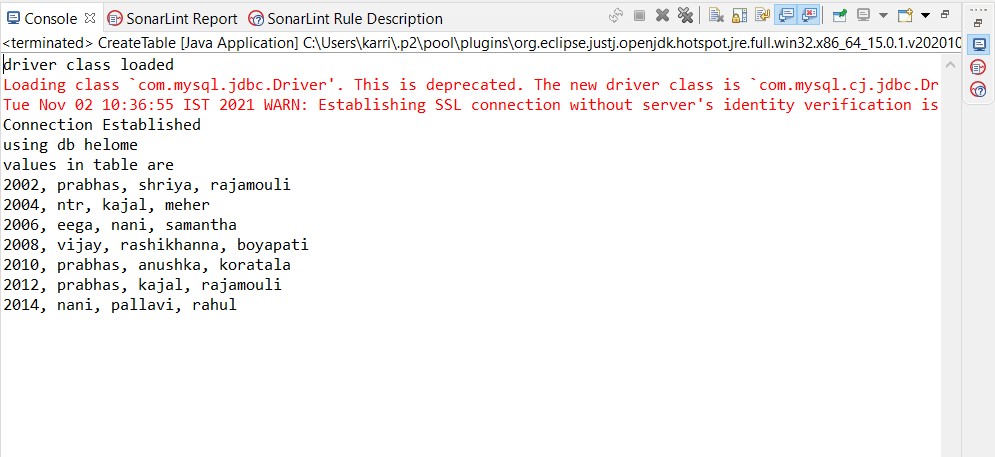 Console SonarLint Report SonarLint Rule Description
<terminated> CreateTable [Java Application] C:\Users\karri\.p2\pool\plugins\org.eclipse.justj.openjdk.hotspot.jre.full.win32.x86_64_15.0.1.v202010
driver class loaded
Loading class `com.mysql.jdbc.Driver'. This is deprecated. The new driver class is `com.mysql.cj.jdbc.Dr
Tue Nov 02 10:36:55 IST 2021 WARN: Establishing SSL connection without server's identity verification is
Connection Established
using db helome
values in table are
2002, prabhas, shriya, rajamouli
2004, ntr, kajal, meher
2006, eega, nani, samantha
2008, vijay, rashikhanna, boyapati
2010, prabhas, anushka, koratala
2012, prabhas, kajal, rajamouli
2014, nani, pallavi, rahul